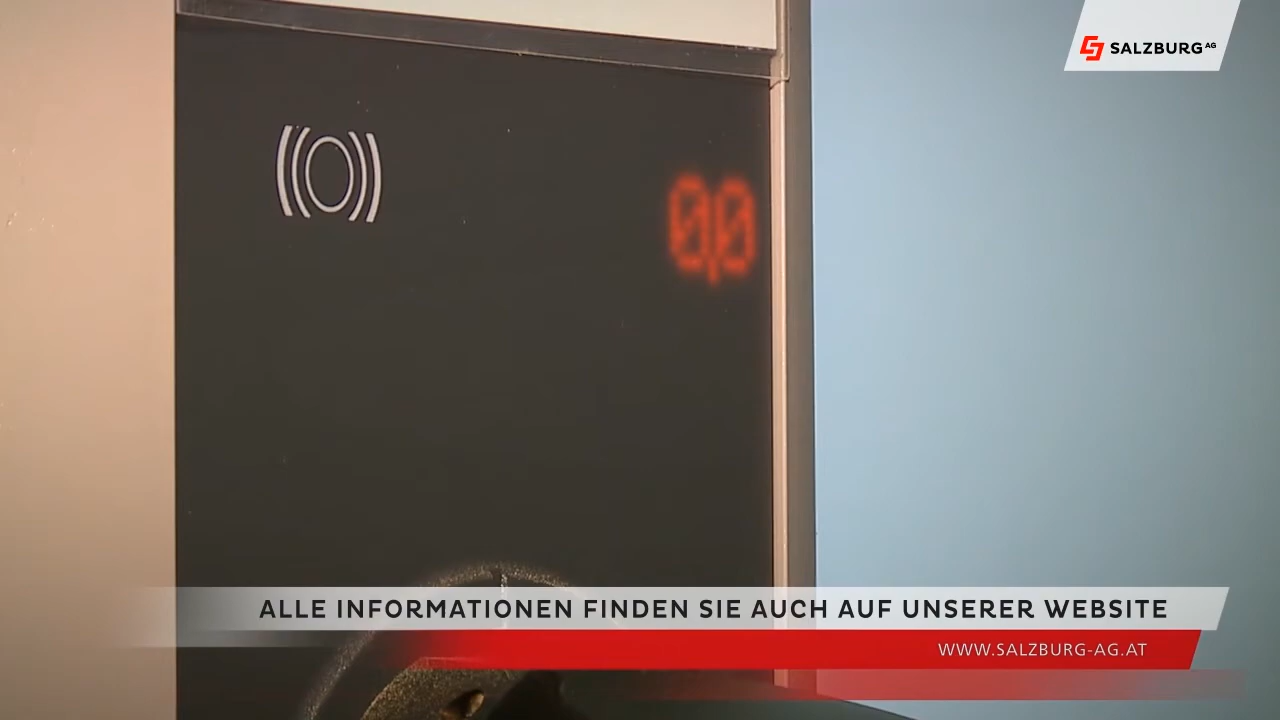 SALZBURG AG
0,0
ALLE INFORMATIONEN FINDEN SIE AUCH AUF UNSERER WEBSITE
WWW.SALZBURG-AG.AT